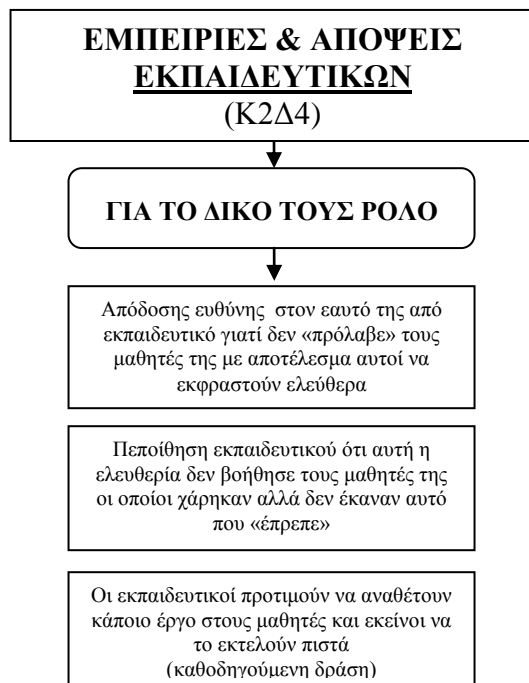 ΕΜΠΕΙΡΙΕΣ & ΑΠΟΨΕΙΣ
ΕΚΠΑΙΔΕΥΤΙΚΩΝ
(Κ2Δ4)
ΓΙΑ ΤΟ ΔΙΚΟ ΤΟΥΣ ΡΟΛΟ
Απόδοσης ευθύνης στον εαυτό της από
εκπαιδευτικό γιατί δεν «πρόλαβε» τους
μαθητές της με αποτέλεσμα αυτοί να
εκφραστούν ελεύθερα
Πεποίθηση εκπαιδευτικού ότι αυτή η
ελευθερία δεν βοήθησε τους μαθητές της
οι οποίοι χάρηκαν αλλά δεν έκαναν αυτό
που «έπρεπε»
Οι εκπαιδευτικοί προτιμούν να αναθέτουν
κάποιο έργο στους μαθητές και εκείνοι να
το εκτελούν πιστά
(καθοδηγούμενη δράση)